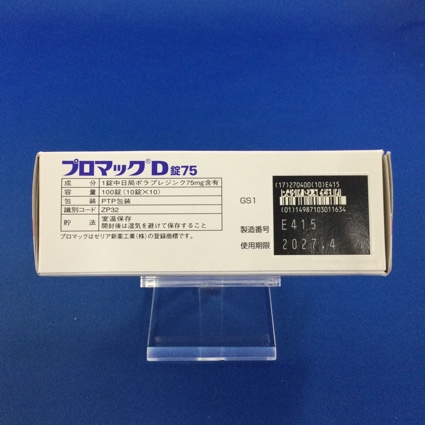 プロマック®D錠75
成分 1錠中日局ポラプレジンク75mg含有
容量 100錠(10錠×10)
包装 PTP包装
識別コード ZP32
貯法 室温保存
開封後は湿気を避けて保存すること
プロマックはゼリア新薬工業(株)の登録商標です。
GS1
(17)270400(10)E415
(01)14987103011634
製造番号 E415
使用期限 2027.4